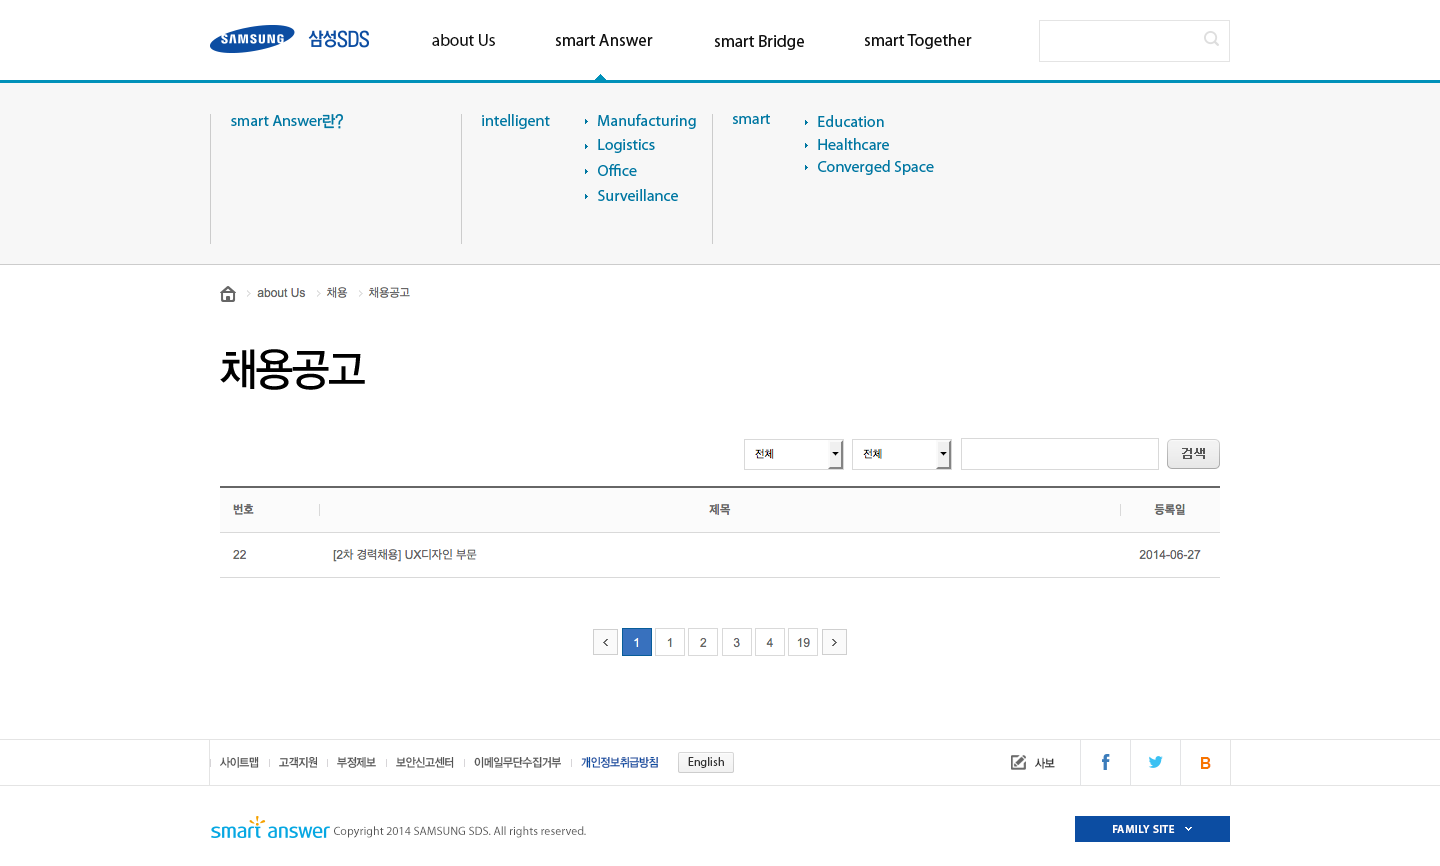 SAMSUNG 삼성SDS
about Us
smart Answer
smart Bridge
smart Together
smart Answer란?
intelligent
Manufacturing
Logistics
Office
Surveillance
smart
Education
Healthcare
Converged Space
about Us 채용 채용공고
채용공고
전체 전체 검색
번호 제목 등록일
22 [2차 경력채용] UX디자인 부문 2014-06-27
1 1 2 3 4 19
사이트맵 고객지원 부정제보 보안신고센터 이메일무단수집거부 개인정보취급방침 English 사보 f B
smart answer Copyright 2014 SAMSUNG SDS. All rights reserved. FAMILY SITE